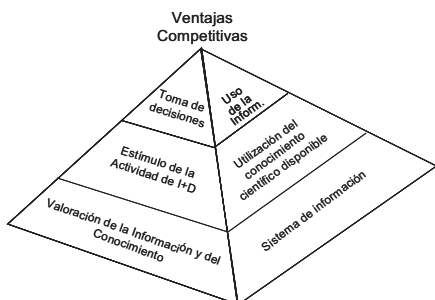 Ventajas
Competitivas
Toma de
decisiones
Uso
de la
Inform.
Estímulo de la
Actividad de I+D
Utilización del
conocimiento
científico disponible
Valoración de la Información y del
Conocimiento
Sistema de información